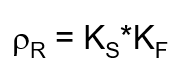 ρR = KS*KF